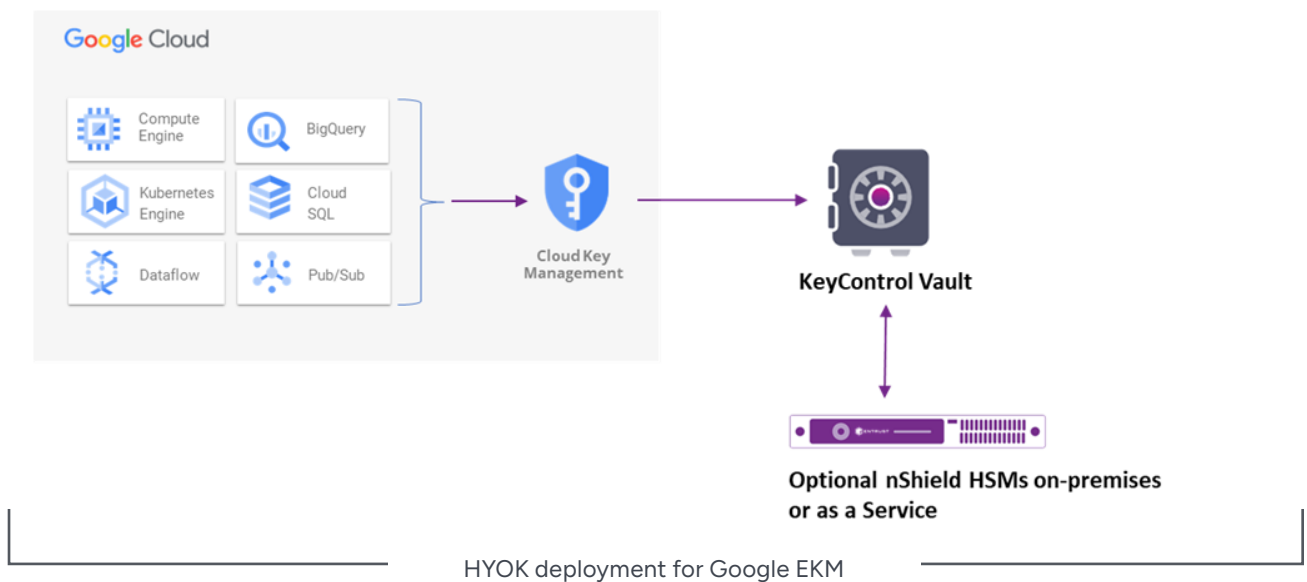 Google Cloud
Compute
Engine
BigQuery
Kubernetes
Engine
Cloud
SQL
Dataflow
Pub/Sub
Cloud Key
Management
KeyControl Vault
ENTRUST
Optional nShield HSMs on-premises
or as a Service
HYOK deployment for Google EKM